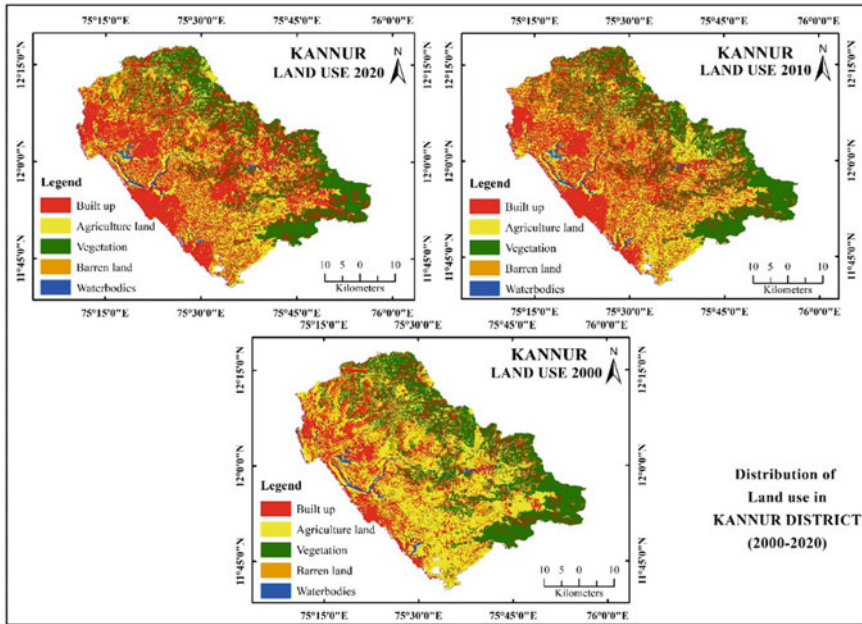 75°15'0"E 75°30'0"E 75°45'0"E 76°0'0"E
KANNUR
LAND USE 2020
N
12°15'0"N
12°0'0"N
11°45'0"N
Legend
Built up
Agriculture land
Vegetation
Barren land
Waterbodies
10 5 0 10
Kilometers
12°15'0"N
12°0'0"N
11°45'0"N
75°15'0"E 75°30'0"E 75°45'0"E 76°0'0"E
75°15'0"E 75°30'0"E 75°45'0"E 76°0'0"E
KANNUR
LAND USE 2010
N
12°15'0"N
12°0'0"N
11°45'0"N
Legend
Built up
Agriculture land
Vegetation
Barren land
Waterbodies
10 5 0 10
Kilometers
12°15'0"N
12°0'0"N
11°45'0"N
75°15'0"E 75°30'0"E 75°45'0"E 76°0'0"E
75°15'0"E 75°30'0"E 75°45'0"E 76°0'0"E
KANNUR
LAND USE 2000
N
12°15'0"N
12°0'0"N
11°45'0"N
Legend
Built up
Agriculture land
Vegetation
Barren land
Waterbodies
10 5 0 10
Kilometers
12°15'0"N
12°0'0"N
11°45'0"N
75°15'0"E 75°30'0"E 75°45'0"E 76°0'0"E
Distribution of
Land use in
KANNUR DISTRICT
(2000-2020)